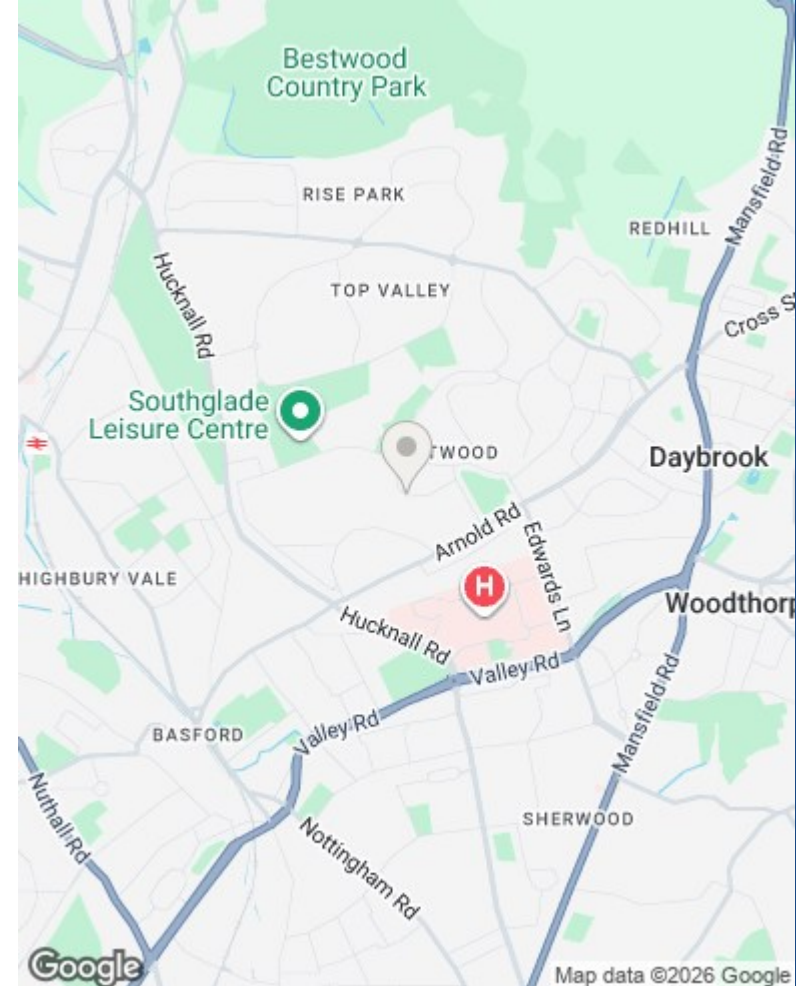 Bestwood
Country Park
RISE PARK
REDHILL
Mansfield Rd
Hucknall Rd
TOP VALLEY
Cross S
Southglade
Leisure Centre
TWOOD
Daybrook
Arnold Rd
Edwards Ln
HIGHBURY VALE
H
Woodthorp
Hucknall Rd
Valley Rd
Mansfield Rd
BASFORD
Valley Rd
Nuthall Rd
SHERWOOD
Nottingham Rd
Google
Map data ©2026 Google